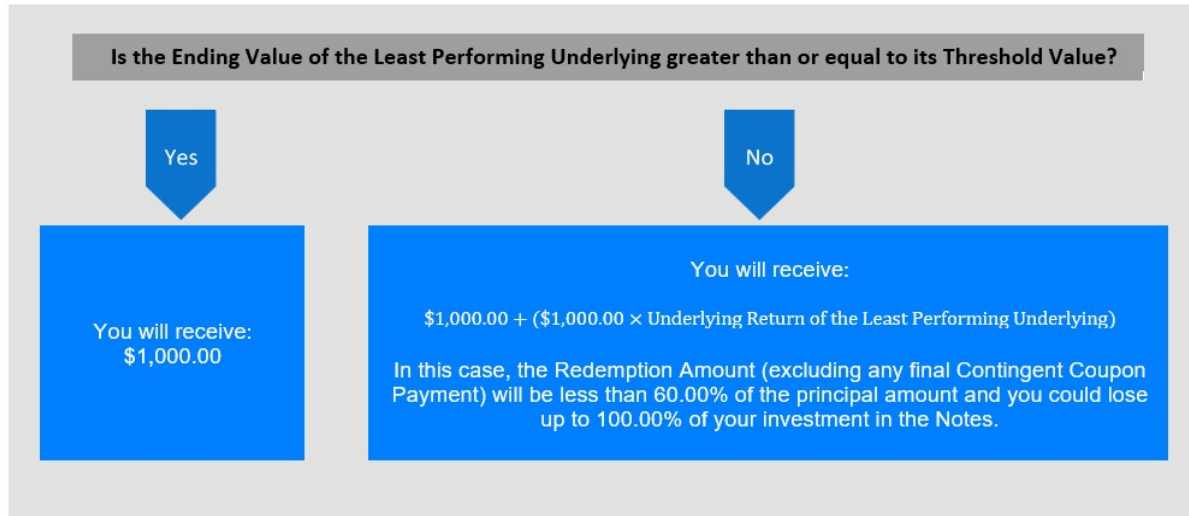 Is the Ending Value of the Least Performing Underlying greater than or equal to its Threshold Value?
Yes
No
You will receive:
$1,000.00
You will receive:
$1,000.00 + ($1,000.00 × Underlying Return of the Least Performing Underlying)
In this case, the Redemption Amount (excluding any final Contingent Coupon
Payment) will be less than 60.00% of the principal amount and you could lose
up to 100.00% of your investment in the Notes.